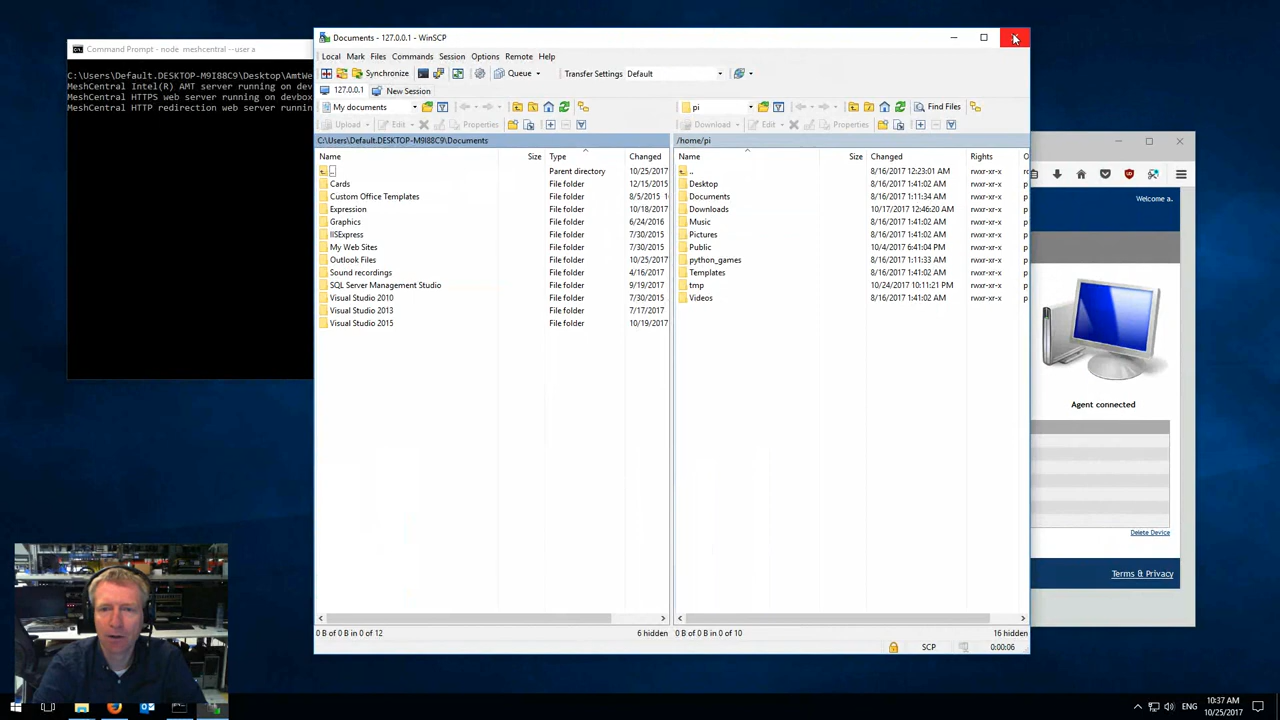 Command Prompt - node meshcentral --user a
C:\Users\Default.DESKTOP-M9I88C9\Desktop\AmtWe
MeshCentral Intel(R) AMT server running on dev
MeshCentral HTTPS web server running on devbox
MeshCentral HTTP redirection web server runnin
Documents - 127.0.0.1 - WinSCP
Local Mark Files Commands Session Options Remote Help
Synchronize Queue Transfer Settings Default
127.0.0.1 New Session
My documents pi Find Files
Upload Edit Properties Download Edit Properties
C:\Users\Default.DESKTOP-M9I88C9\Documents /home/pi
Name Size Type Changed
.. Parent directory 10/25/2017
Cards File folder 12/15/2015
Custom Office Templates File folder 8/5/2015
Expression File folder 10/18/2017
Graphics File folder 6/24/2016
IISExpress File folder 7/30/2015
My Web Sites File folder 7/30/2015
Outlook Files File folder 10/25/2017
Sound recordings File folder 4/16/2017
SQL Server Management Studio File folder 9/19/2017
Visual Studio 2010 File folder 7/30/2015
Visual Studio 2013 File folder 7/17/2017
Visual Studio 2015 File folder 10/19/2017
0 B of 0 B in 0 of 12 6 hidden
Name Size Changed Rights O
.. 8/16/2017 12:23:01 AM rwxr-xr-x
Desktop 8/16/2017 1:41:02 AM rwxr-xr-x p
Documents 8/16/2017 1:11:34 AM rwxr-xr-x p
Downloads 10/17/2017 12:46:20 AM rwxr-xr-x p
Music 8/16/2017 1:41:02 AM rwxr-xr-x p
Pictures 8/16/2017 1:41:02 AM rwxr-xr-x p
Public 10/4/2017 6:41:04 PM rwxr-xr-x p
python_games 8/16/2017 1:11:33 AM rwxr-xr-x p
Templates 8/16/2017 1:41:02 AM rwxr-xr-x p
tmp 10/24/2017 10:11:21 PM rwxr-xr-x p
Videos 8/16/2017 1:41:02 AM rwxr-xr-x p
0 B of 0 B in 0 of 10 16 hidden
SCP 0:00:06
Welcome a.
Agent connected
Delete Device
Terms & Privacy
ENG
10:37 AM
10/25/2017